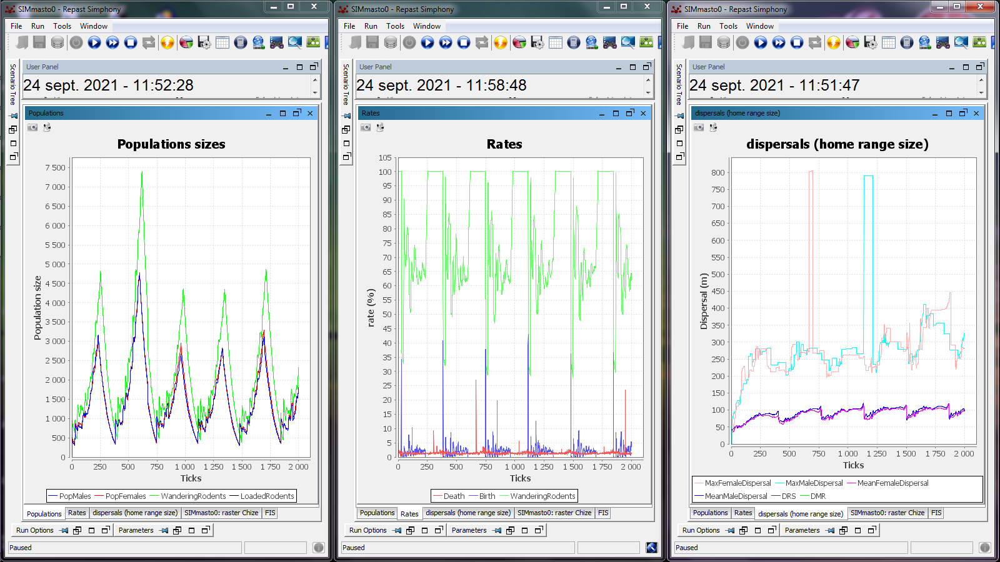 SIMmasto0 - Repast Simphony
File Run Tools Window
Scenario Tree
User Panel
24 sept. 2021 - 11:52:28
Populations
Populations sizes
Population size
7 500
7 000
6 500
6 000
5 500
5 000
4 500
4 000
3 500
3 000
2 500
2 000
1 500
1 000
500
0
0 250 500 750 1 000 1 250 1 500 1 750 2 000
Ticks
PopMales PopFemales WanderingRodents LoadedRodents
Populations Rates dispersals (home range size) SIMmasto0: raster Chize FIS
Run Options Parameters
Paused
SIMmasto0 - Repast Simphony
File Run Tools Window
Scenario Tree
User Panel
24 sept. 2021 - 11:58:48
Rates
Rates
rate (%)
105
100
95
90
85
80
75
70
65
60
55
50
45
40
35
30
25
20
15
10
5
0
0 250 500 750 1 000 1 250 1 500 1 750 2 000
Ticks
Death Birth WanderingRodents
Populations Rates dispersals (home range size) SIMmasto0: raster Chize FIS
Run Options Parameters
Paused
SIMmasto0 - Repast Simphony
File Run Tools Window
Scenario Tree
User Panel
24 sept. 2021 - 11:51:47
dispersals (home range size)
dispersals (home range size)
Dispersal (m)
800
750
700
650
600
550
500
450
400
350
300
250
200
150
100
50
0
0 250 500 750 1 000 1 250 1 500 1 750 2 000
Ticks
MaxFemaleDispersal MaxMaleDispersal MeanFemaleDispersal
MeanMaleDispersal DRS DMR
Populations Rates dispersals (home range size) SIMmasto0: raster Chize FIS
Run Options Parameters
Paused